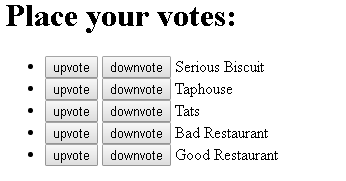 Place your votes:
upvote downvote Serious Biscuit
upvote downvote Taphouse
upvote downvote Tats
upvote downvote Bad Restaurant
upvote downvote Good Restaurant